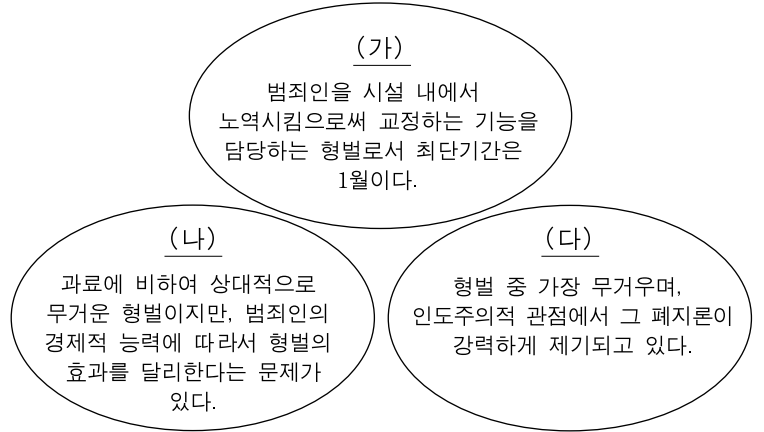 (가)
범죄인을 시설 내에서
노역시킴으로써 교정하는 기능을
담당하는 형벌로서 최단기간은
1월이다.
(나)
과료에 비하여 상대적으로
무거운 형벌이지만, 범죄인의
경제적 능력에 따라서 형벌의
효과를 달리한다는 문제가
있다.
(다)
형벌 중 가장 무거우며,
인도주의적 관점에서 그 폐지론이
강력하게 제기되고 있다.